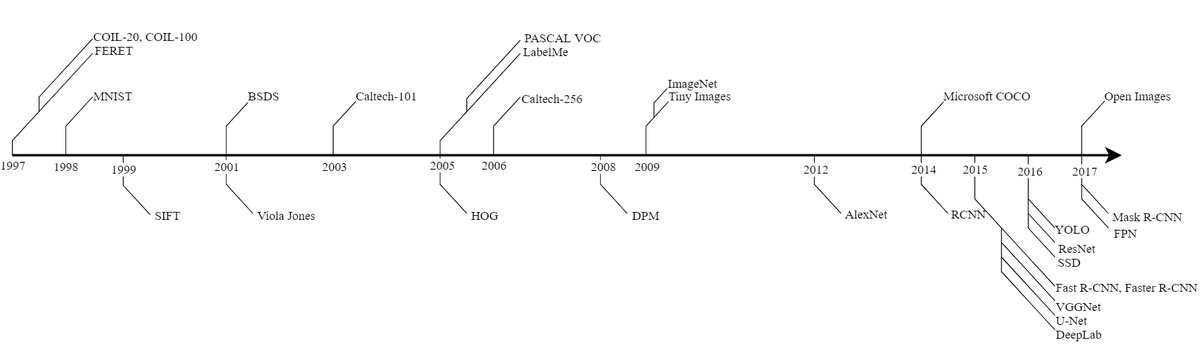 COIL-20, COIL-100
FERET
PASCAL VOC
LabelMe
ImageNet
MNIST
BSDS
Caltech-101
Caltech-256
Tiny Images
Microsoft COCO
Open Images
1997
1998
1999
2001
2003
2005
2006
2008
2009
2012
2014
2015
2016
2017
SIFT
Viola Jones
HOG
DPM
AlexNet
RCNN
Mask R-CNN
YOLO
FPN
ResNet
SSD
Fast R-CNN, Faster R-CNN
VGGNet
U-Net
DeepLab